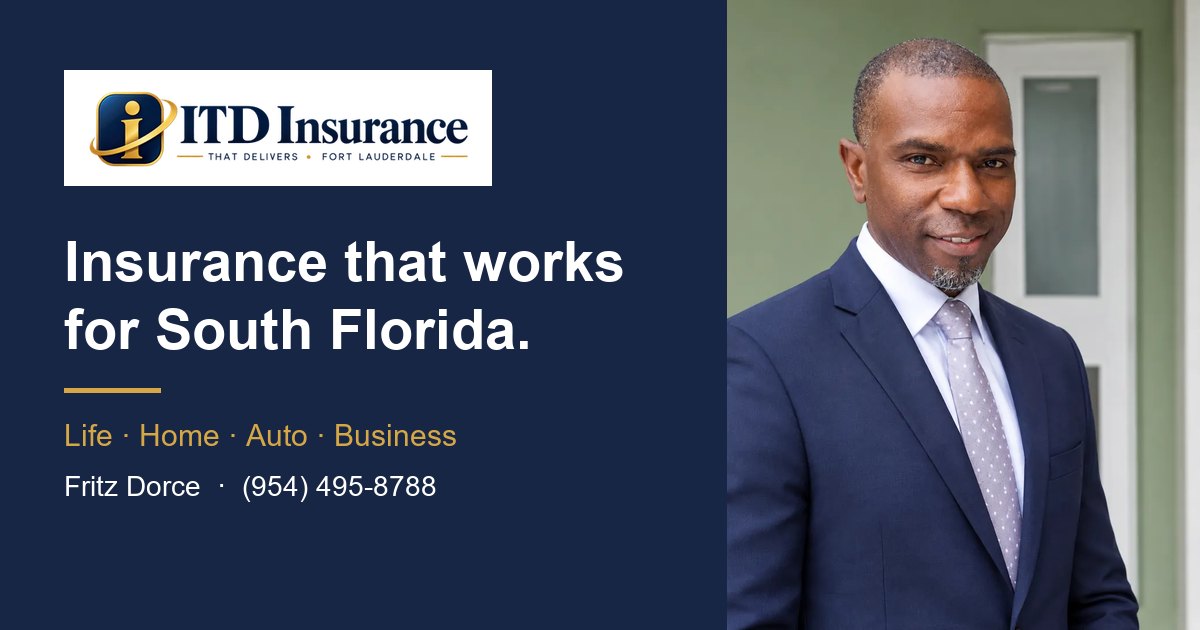 i ITD Insurance
THAT DELIVERS • FORT LAUDERDALE
Insurance that works
for South Florida.
Life · Home · Auto · Business
Fritz Dorce · (954) 495-8788